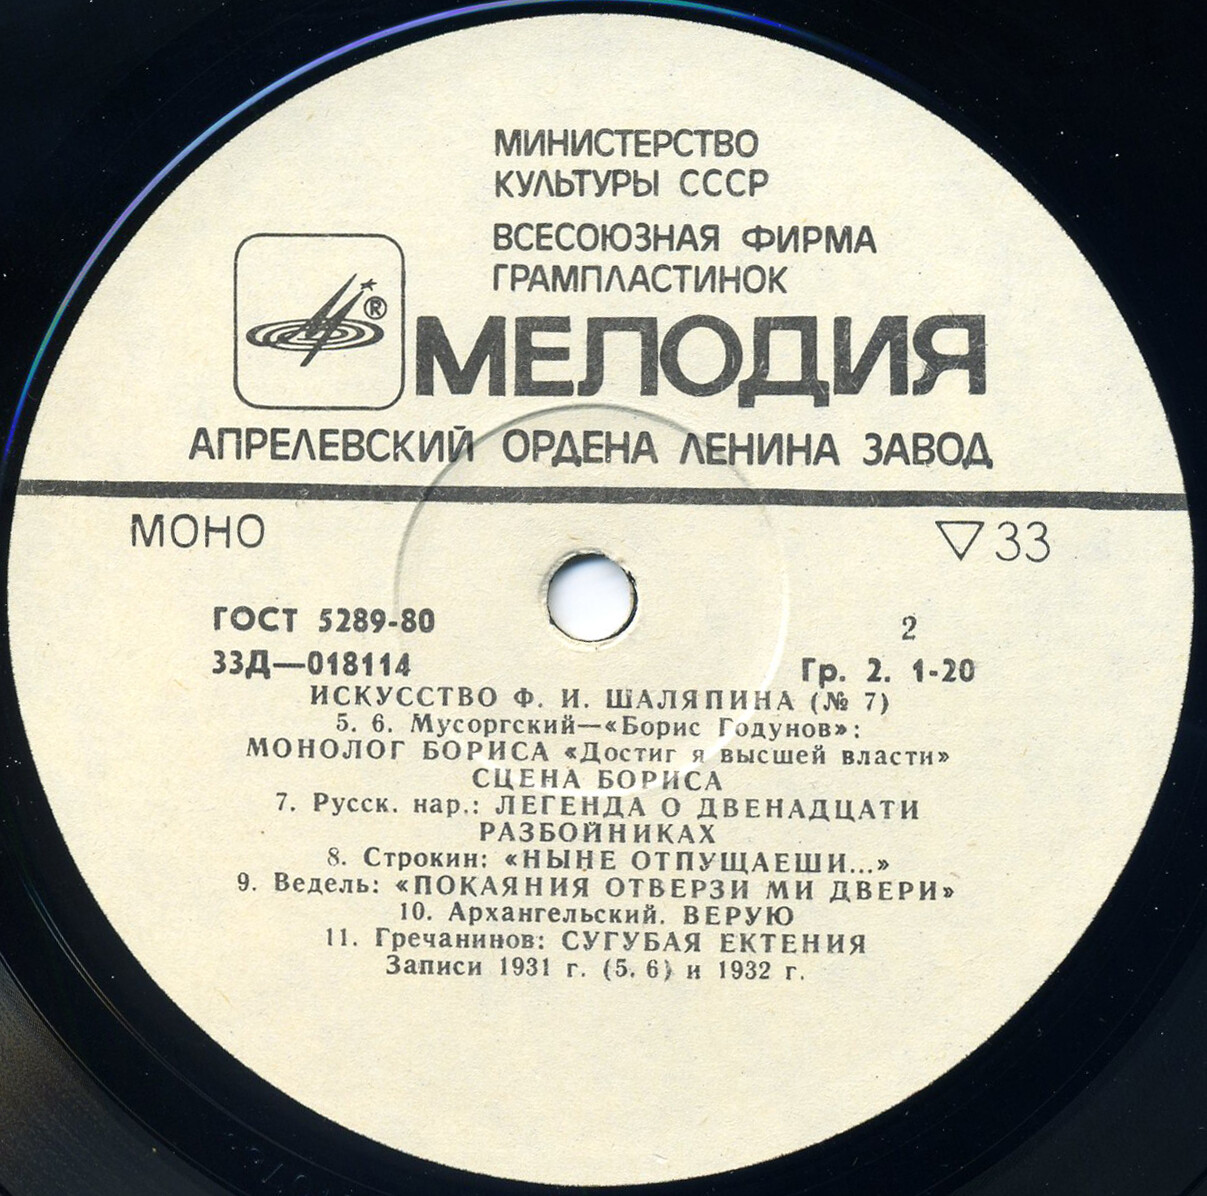 МИНИСТЕРСТВО
КУЛЬТУРЫ СССР
ВСЕСОЮЗНАЯ ФИРМА
ГРАМПЛАСТИНОК
®
МЕЛОДИЯ
АПРЕЛЕВСКИЙ ОРДЕНА ЛЕНИНА ЗАВОД
МОНО
▽33
ГОСТ 5289-80
2
33Д—018114
Гр. 2. 1-20
ИСКУССТВО Ф. И. ШАЛЯПИНА (№ 7)
5. 6. Мусоргский—«Борис Годунов»:
МОНОЛОГ БОРИСА «Достиг я высшей власти»
СЦЕНА БОРИСА
7. Русск. нар.: ЛЕГЕНДА О ДВЕНАДЦАТИ
РАЗБОЙНИКАХ
8. Строкин: «НЫНЕ ОТПУЩАЕШИ...»
9. Ведель: «ПОКАЯНИЯ ОТВЕРЗИ МИ ДВЕРИ»
10. Архангельский. ВЕРУЮ
11. Гречанинов: СУГУБАЯ ЕКТЕНИЯ
Записи 1931 г. (5, 6) и 1932 г.